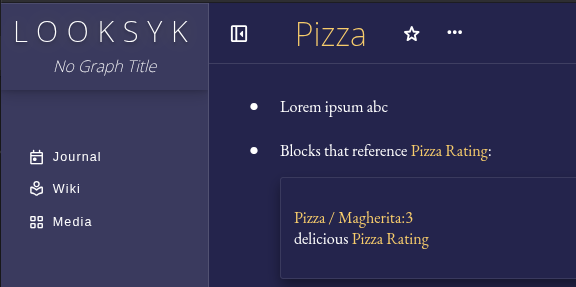 LOOKSYK
No Graph Title
Journal
Wiki
Media
Pizza
Lorem ipsum abc
Blocks that reference Pizza Rating:
Pizza / Magherita:3
delicious Pizza Rating